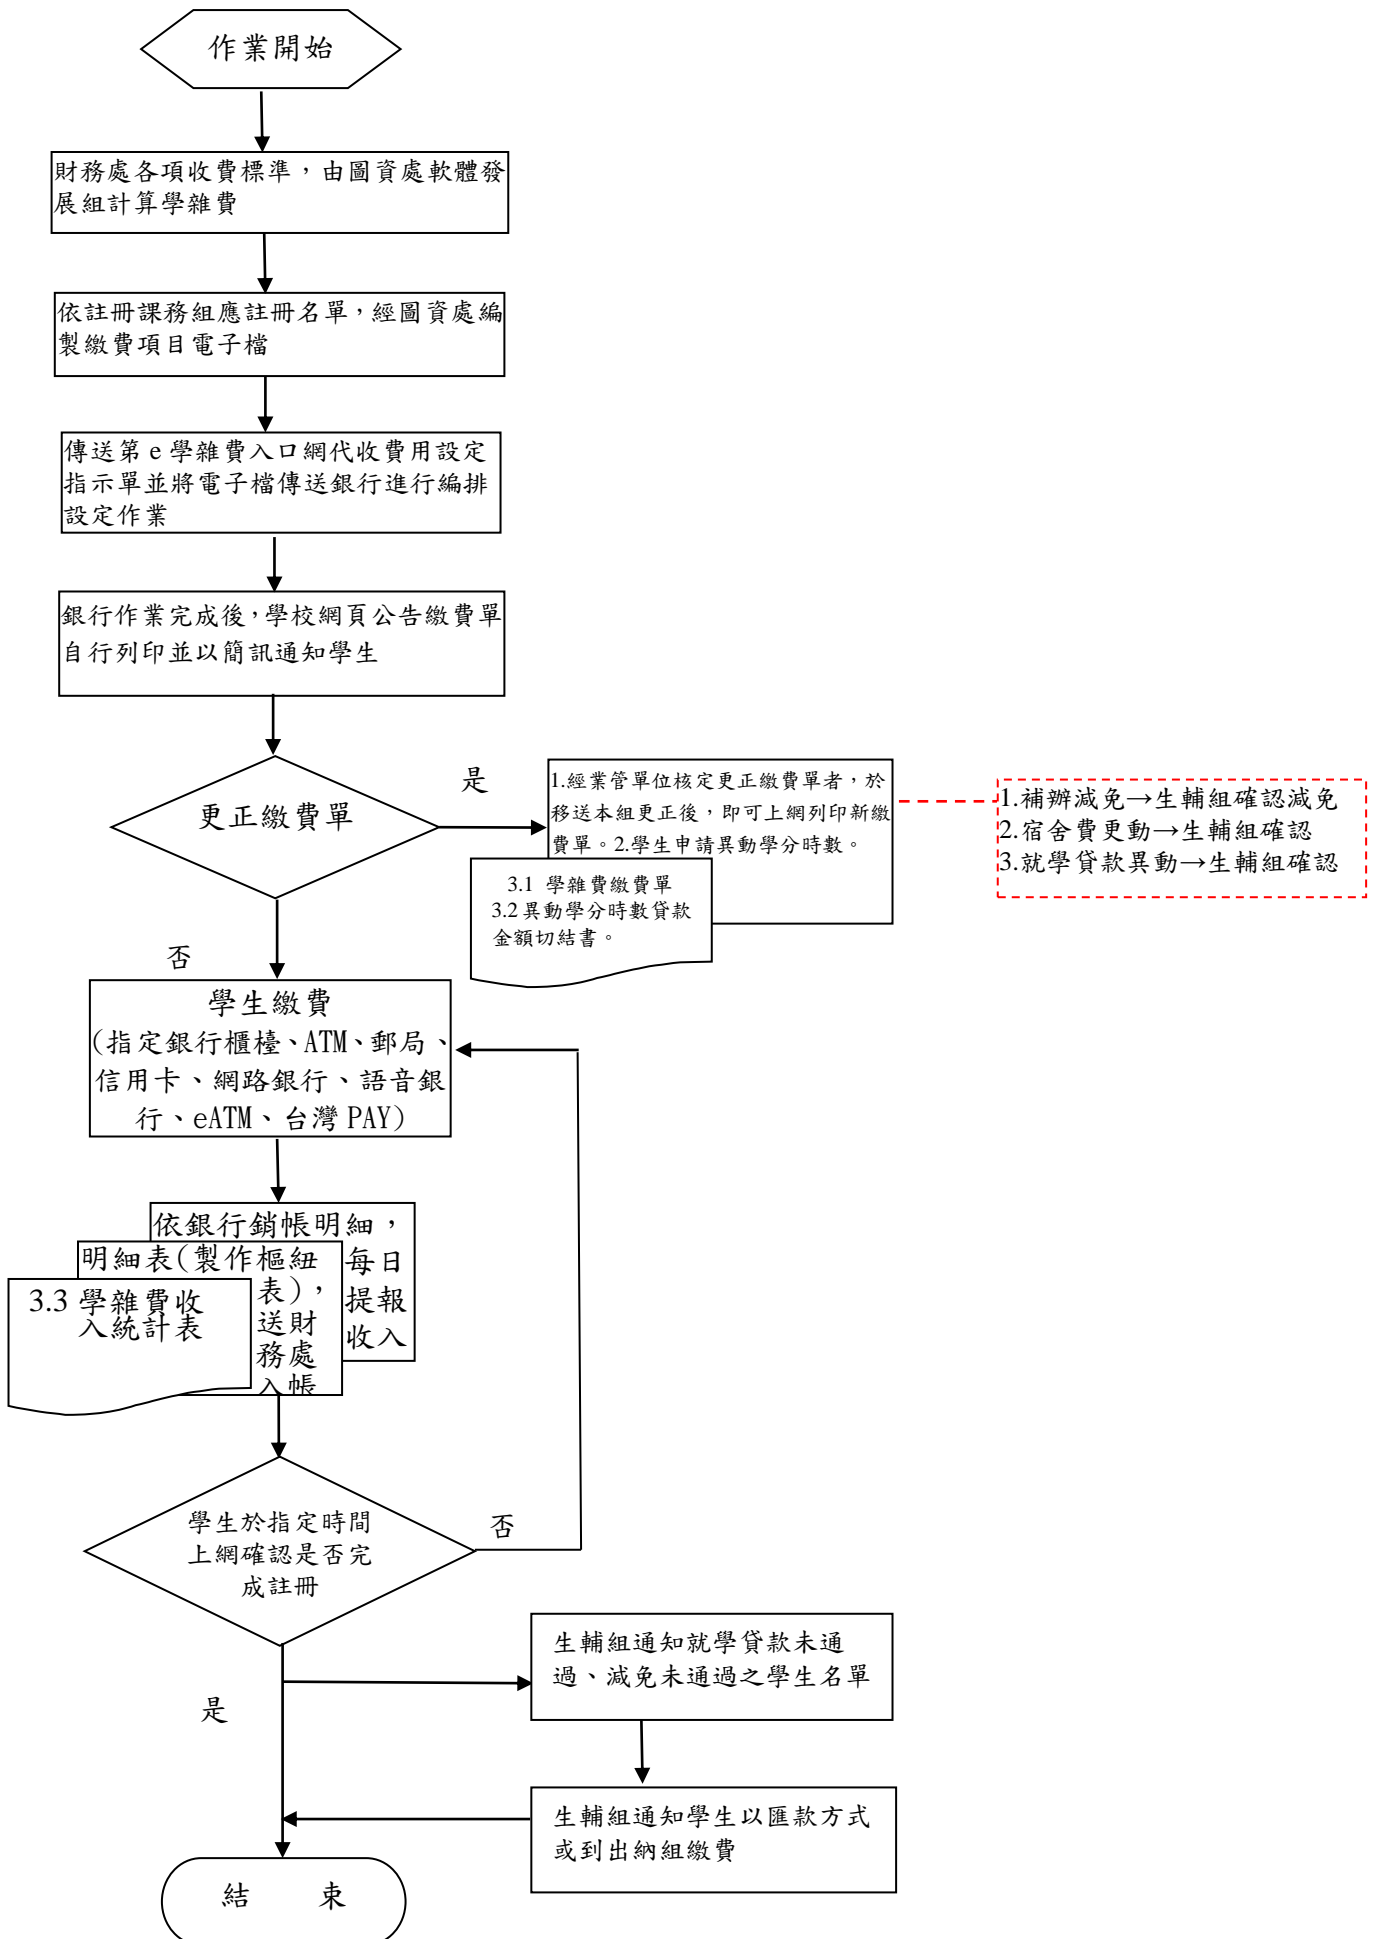 作業開始
財務處各項收費標準，由圖資處軟體發
展組計算學雜費
依註冊課務組應註冊名單，經圖資處編
製繳費項目電子檔
傳送第 e 學雜費入口網代收費用設定
指示單並將電子檔傳送銀行進行編排
設定作業
銀行作業完成後，學校網頁公告繳費單
自行列印並以簡訊通知學生
更正繳費單
是
1.經業管單位核定更正繳費單者，於
移送本組更正後，即可上網列印新繳
費單。2.學生申請異動學分時數。
3.1 學雜費繳費單
3.2 異動學分時數貸款
金額切結書。
1.補辦減免→生輔組確認減免
2.宿舍費更動→生輔組確認
3.就學貸款異動→生輔組確認
否
學生繳費
(指定銀行櫃檯、ATM、郵局、
信用卡、網路銀行、語音銀
行、eATM、台灣 PAY)
依銀行銷帳明細，
每日
提報
收入
明細表(製作樞紐
表)，
送財
務處
入帳
3.3 學雜費收
入統計表
學生於指定時間
上網確認是否完
成註冊
否
是
生輔組通知就學貸款未通
過、減免未通過之學生名單
生輔組通知學生以匯款方式
或到出納組繳費
結 束